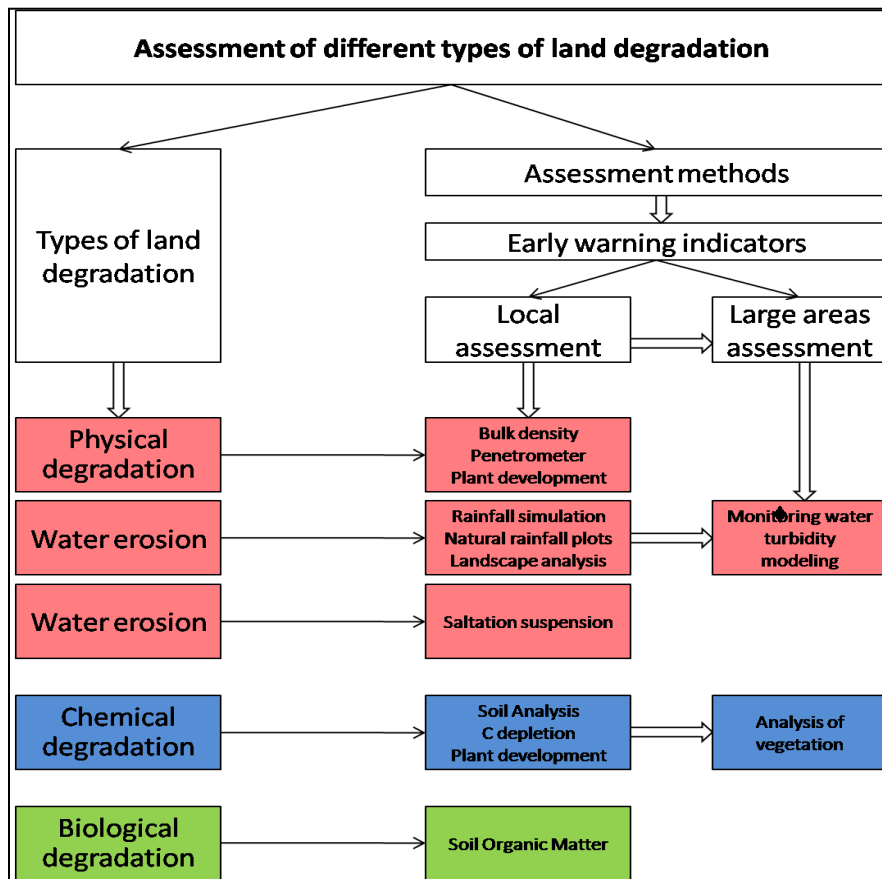 Assessment of different types of land degradation
Types of land
degradation
Assessment methods
Early warning indicators
Local
assessment
Large areas
assessment
Physical
degradation
Bulk density
Penetrometer
Plant development
Water erosion
Rainfall simulation
Natural rainfall plots
Landscape analysis
Monitoring water
turbidity
modeling
Water erosion
Saltation suspension
Chemical
degradation
Soil Analysis
C depletion
Plant development
Analysis of
vegetation
Biological
degradation
Soil Organic Matter